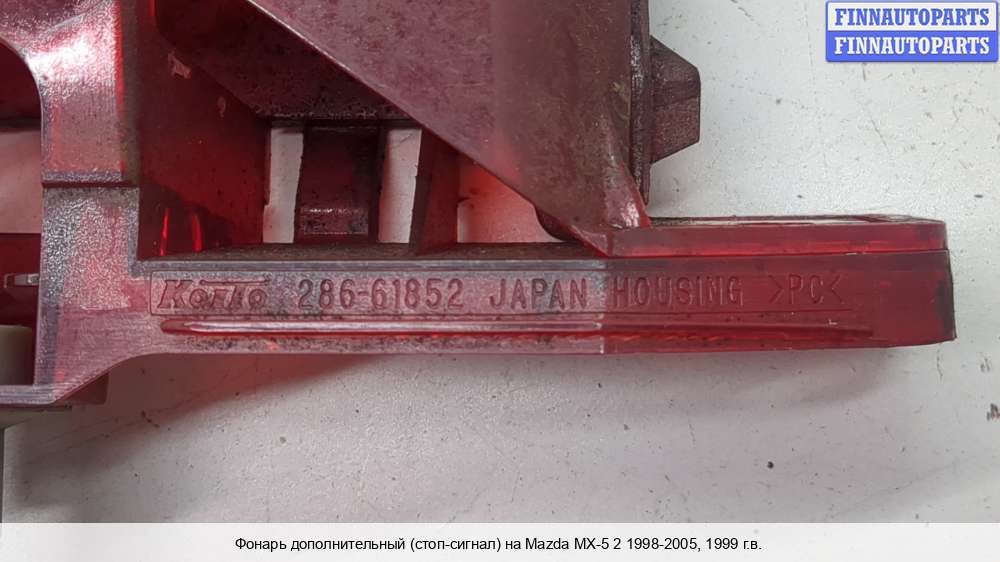 FINNAUTOPARTS
FINNAUTOPARTS
KOITO 286-61852 JAPAN HOUSING >PC<
Фонарь дополнительный (стоп-сигнал) на Mazda MX-5 2 1998-2005, 1999 г.в.